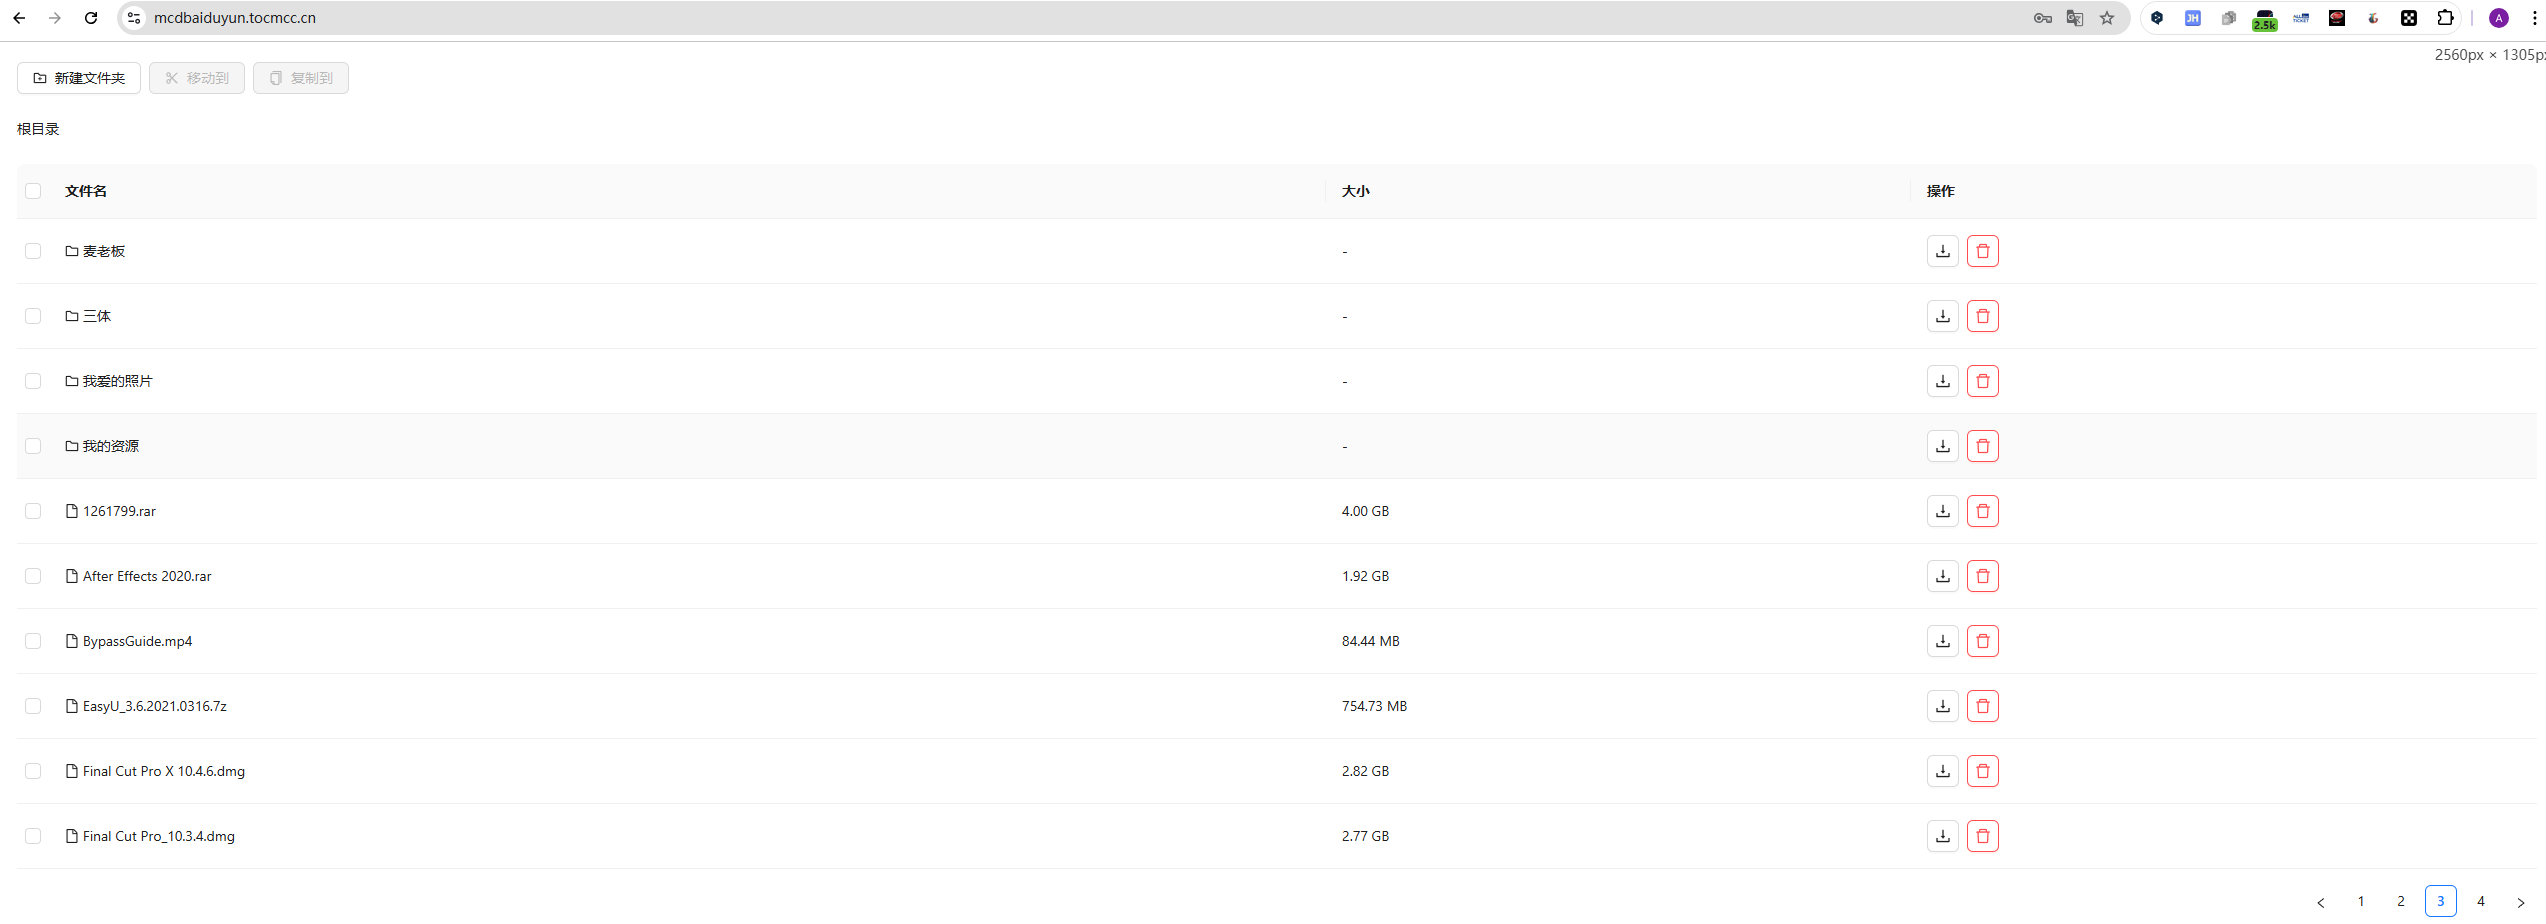 mcdbaiduyun.tocmcc.cn
JH
2.5k
ALL
TICKET
A
2560px × 1305px
新建文件夹 移动到 复制到
根目录
文件名 大小 操作
麦老板 -
三体 -
我爱的照片 -
我的资源 -
1261799.rar 4.00 GB
After Effects 2020.rar 1.92 GB
BypassGuide.mp4 84.44 MB
EasyU_3.6.2021.0316.7z 754.73 MB
Final Cut Pro X 10.4.6.dmg 2.82 GB
Final Cut Pro_10.3.4.dmg 2.77 GB
< 1 2 3 4 >